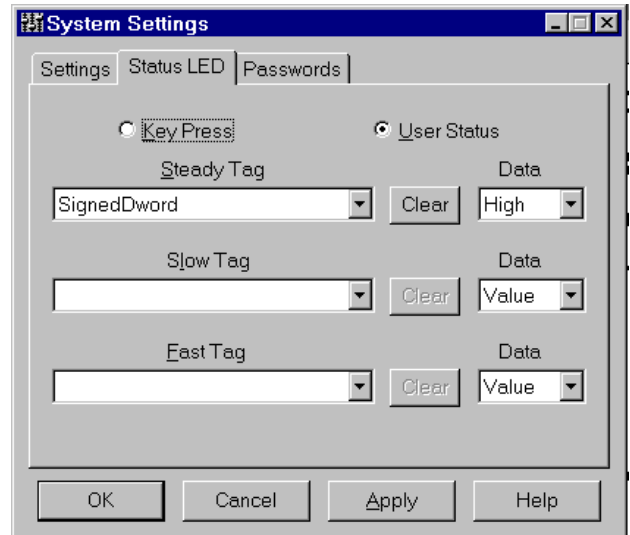 System Settings
Settings Status LED Passwords
Key Press User Status
Steady Tag Data
SignedDword Clear High
Slow Tag Data
Clear Value
Fast Tag Data
Clear Value
OK Cancel Apply Help